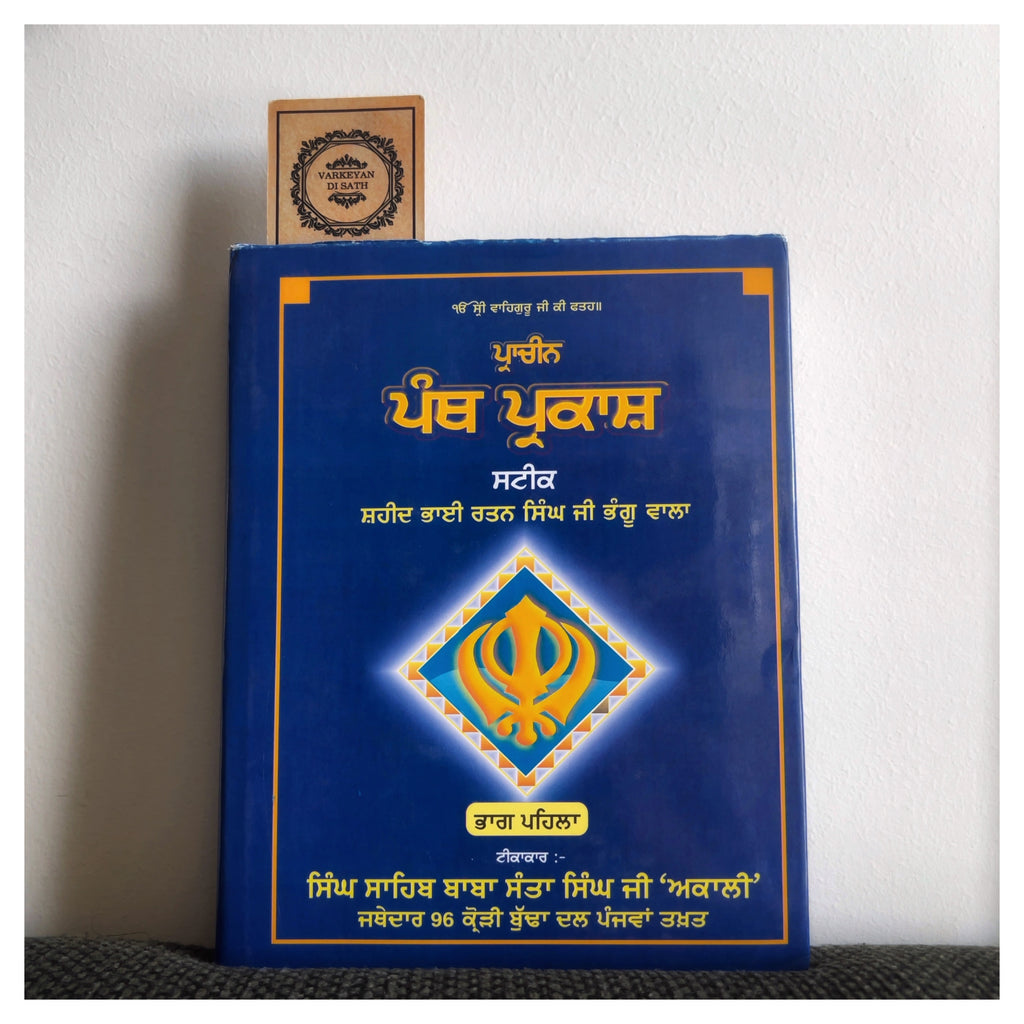 VARKEYAN
DI SATH
ੴ ਸ੍ਰੀ ਵਾਹਿਗੁਰੂ ਜੀ ਕੀ ਫਤਹ॥
ਪ੍ਰਾਚੀਨ
ਪੰਥ ਪ੍ਰਕਾਸ਼
ਸਟੀਕ
ਸ਼ਹੀਦ ਭਾਈ ਰਤਨ ਸਿੰਘ ਜੀ ਭੰਗੂ ਵਾਲਾ
ਭਾਗ ਪਹਿਲਾ
ਟੀਕਾਕਾਰ :-
ਸਿੰਘ ਸਾਹਿਬ ਬਾਬਾ ਸੰਤਾ ਸਿੰਘ ਜੀ ‘ਅਕਾਲੀ’
ਜਥੇਦਾਰ 96 ਕ੍ਰੋੜੀ ਬੁੱਢਾ ਦਲ ਪੰਜਵਾਂ ਤਖ਼ਤ